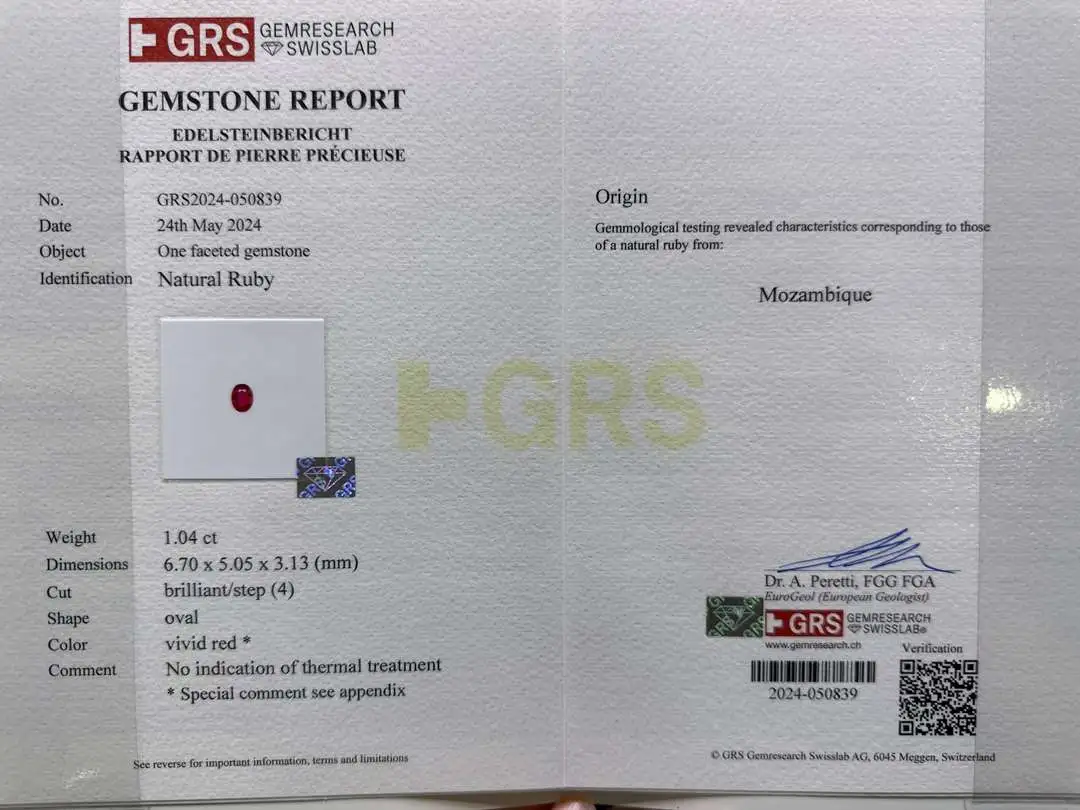 GRS GEMRESEARCH
SWISSLAB
GEMSTONE REPORT
EDELSTEINBERICHT
RAPPORT DE PIERRE PRÉCIEUSE
No. GRS2024-050839
Date 24th May 2024
Object One faceted gemstone
Identification Natural Ruby
GRS
Weight 1.04 ct
Dimensions 6.70 x 5.05 x 3.13 (mm)
Cut brilliant/step (4)
Shape oval
Color vivid red *
Comment No indication of thermal treatment
* Special comment see appendix
See reverse for important information, terms and limitations
GRS
Origin
Gemmological testing revealed characteristics corresponding to those
of a natural ruby from:
Mozambique
Dr. A. Peretti, FGG FGA
EuroGeol (European Geologist)
GRS GEMRESEARCH
SWISSLAB®
www.gemresearch.ch
Verification
2024-050839
© GRS Gemresearch Swisslab AG, 6045 Meggen, Switzerland